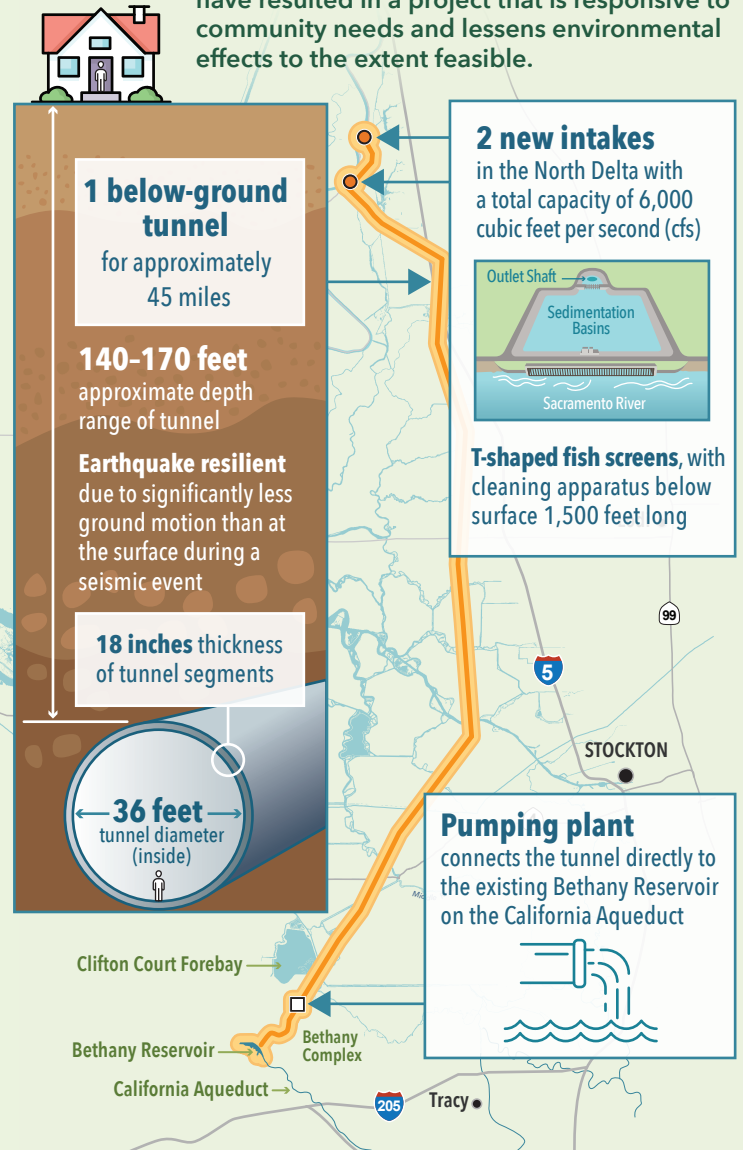 have resulted in a project that is responsive to
community needs and lessens environmental
effects to the extent feasible.
1 below-ground
tunnel
for approximately
45 miles
140–170 feet
approximate depth
range of tunnel
Earthquake resilient
due to significantly less
ground motion than at
the surface during a
seismic event
18 inches thickness
of tunnel segments
36 feet
tunnel diameter
(inside)
2 new intakes
in the North Delta with
a total capacity of 6,000
cubic feet per second (cfs)
Outlet Shaft
Sedimentation
Basins
Sacramento River
T-shaped fish screens, with
cleaning apparatus below
surface 1,500 feet long
99
5
STOCKTON
Pumping plant
connects the tunnel directly to
the existing Bethany Reservoir
on the California Aqueduct
Clifton Court Forebay
Bethany Reservoir
Bethany
Complex
California Aqueduct
205
Tracy